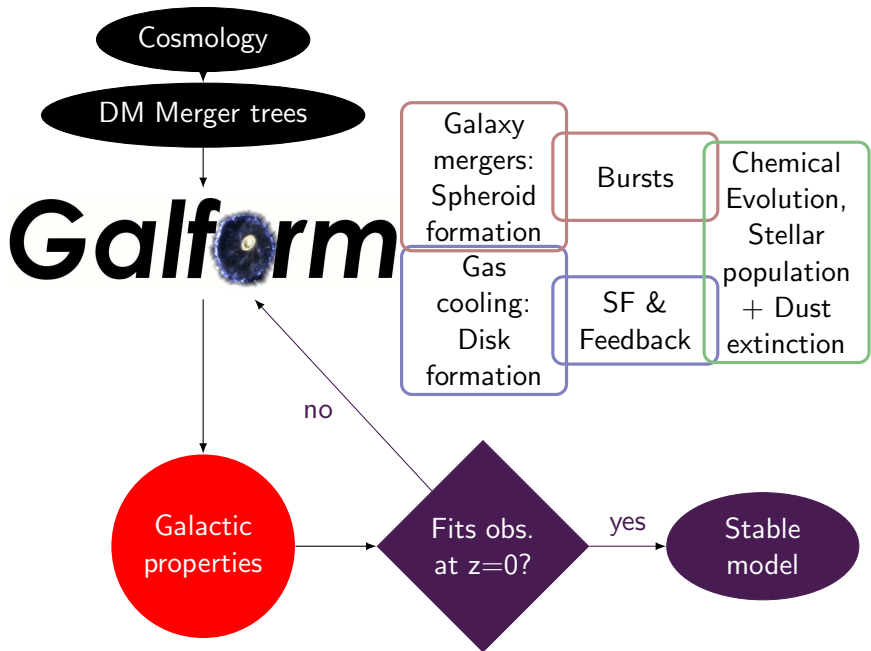 Cosmology
DM Merger trees
Galform
Galaxy
mergers:
Spheroid
formation
Bursts
Chemical
Evolution,
Stellar
population
+ Dust
extinction
Gas
cooling:
Disk
formation
SF &
Feedback
no
Galactic
properties
Fits obs.
at z=0?
yes
Stable
model